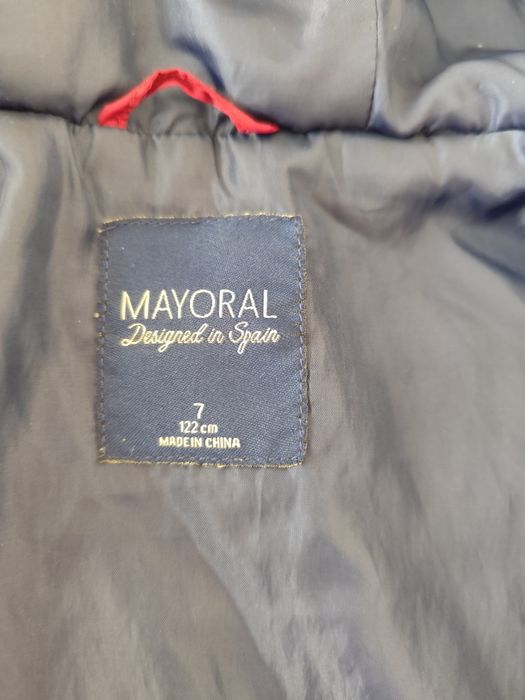 MAYORAL
Designed in Spain
7
122 cm
MADE IN CHINA